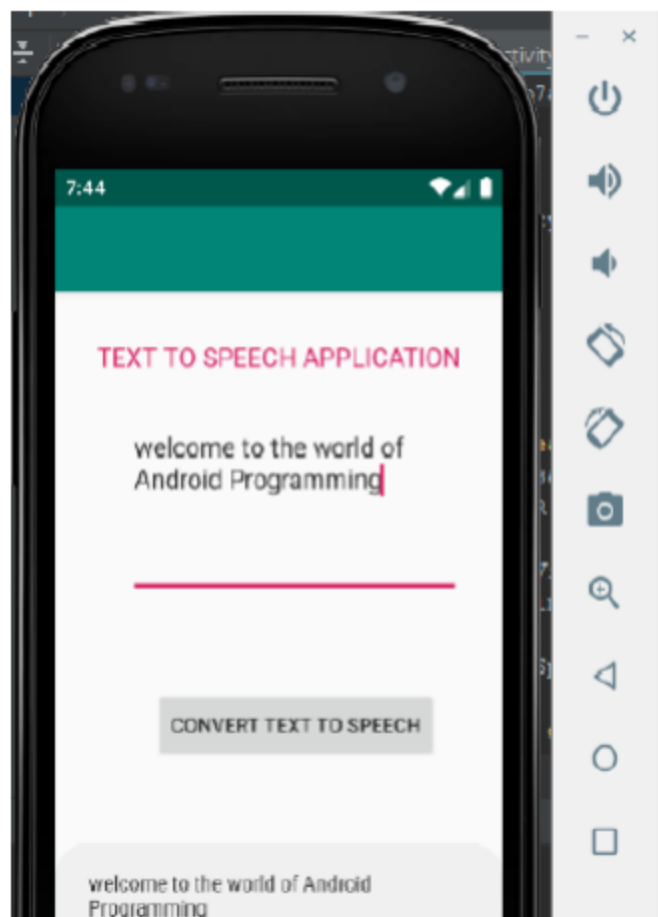 7:44
TEXT TO SPEECH APPLICATION
welcome to the world of
Android Programming
CONVERT TEXT TO SPEECH
welcome to the world of Android
Programming